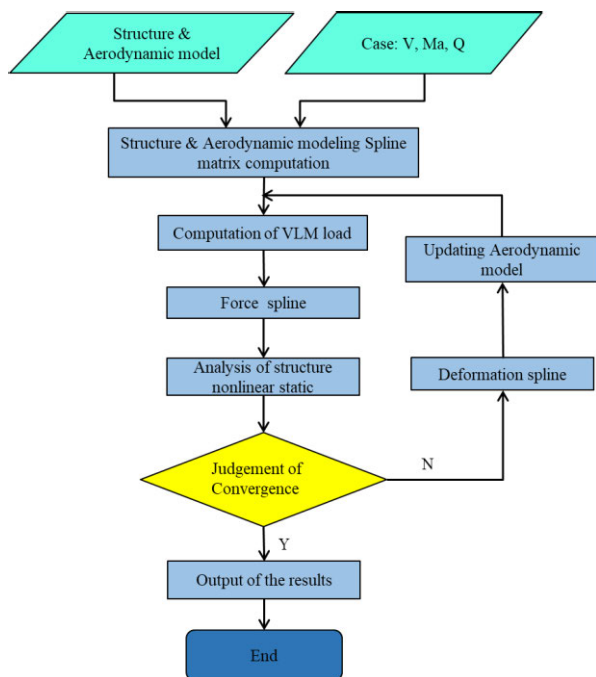 Structure &
Aerodynamic model
Case: V, Ma, Q
Structure & Aerodynamic modeling Spline
matrix computation
Computation of VLM load
Updating Aerodynamic
model
Force spline
Analysis of structure
nonlinear static
Deformation spline
Judgement of
Convergence
N
Y
Output of the results
End